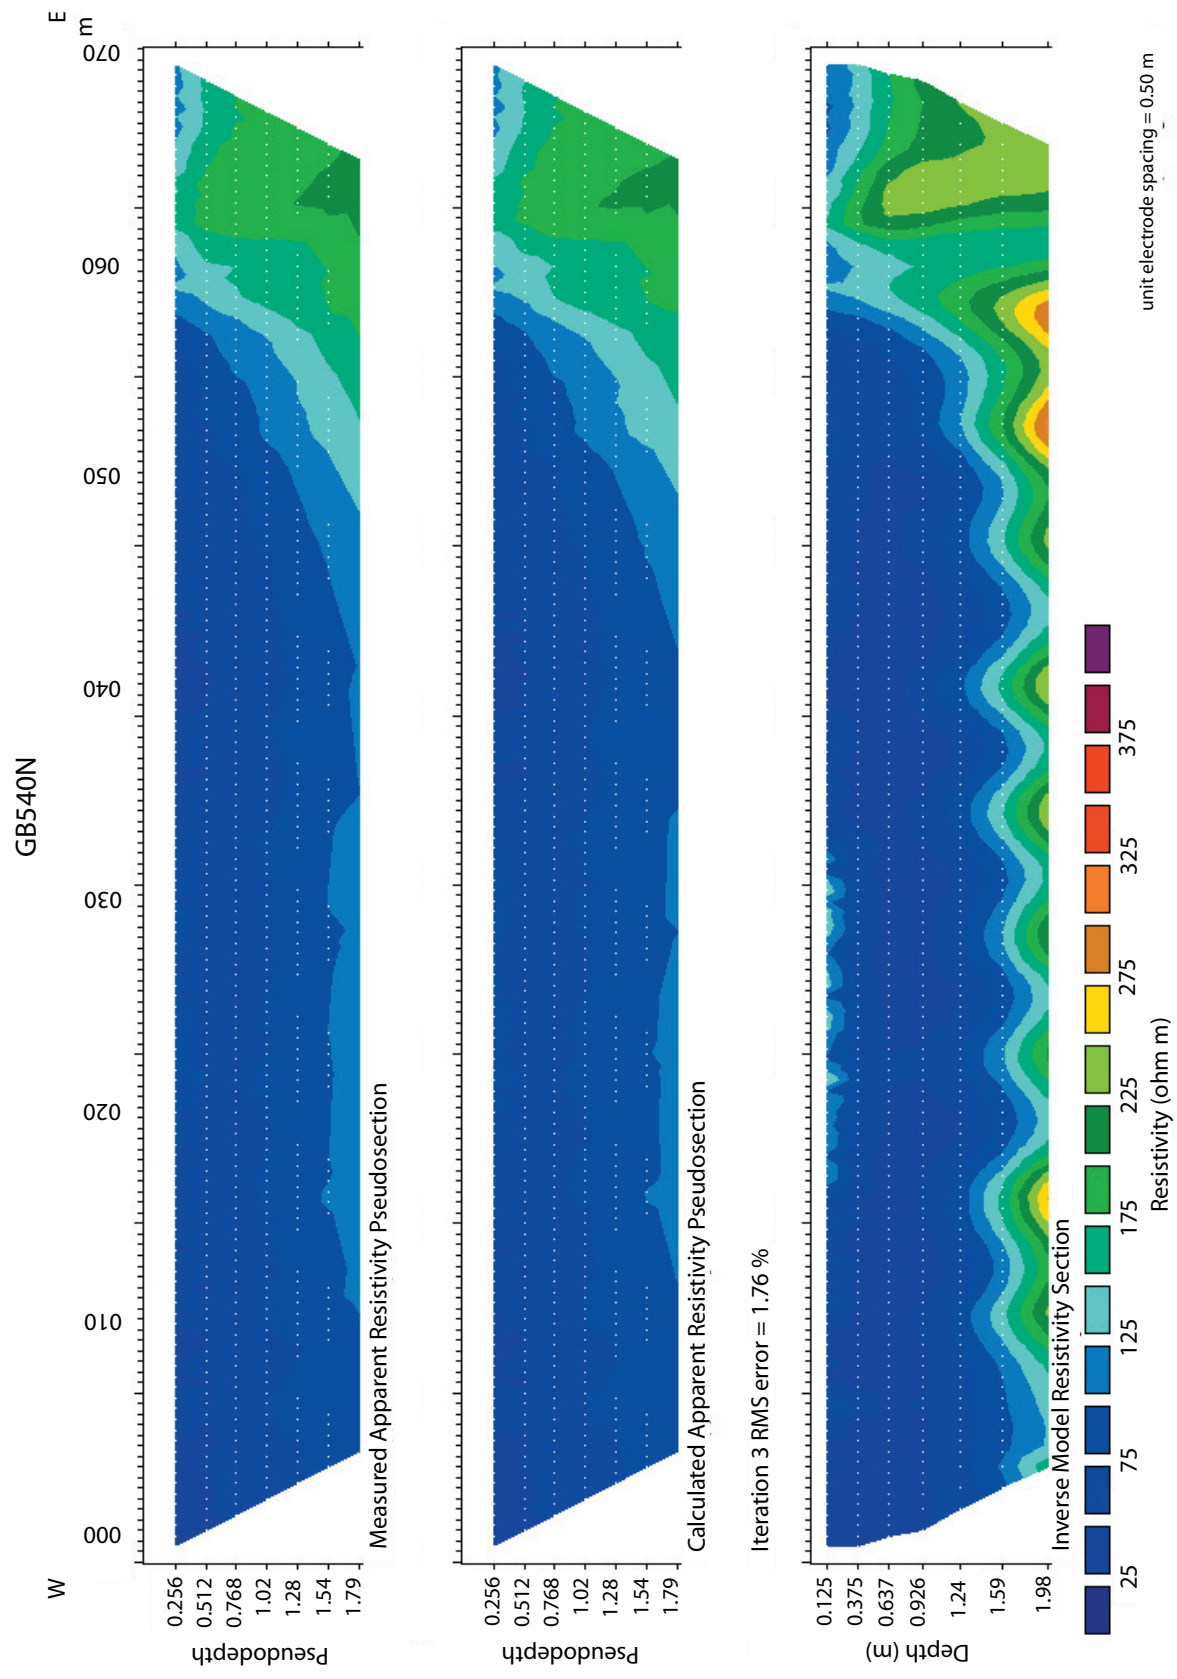 GB540N
W
E
000
010
020
030
040
050
060
070
m
Pseudodepth
0.256
0.512
0.768
1.02
1.28
1.54
1.79
Measured Apparent Resistivity Pseudosection
Pseudodepth
0.256
0.512
0.768
1.02
1.28
1.54
1.79
Calculated Apparent Resistivity Pseudosection
Iteration 3 RMS error = 1.76 %
Depth (m)
0.125
0.375
0.637
0.926
1.24
1.59
1.98
Inverse Model Resistivity Section
25
75
125
175
225
275
325
375
Resistivity (ohm m)
unit electrode spacing = 0.50 m